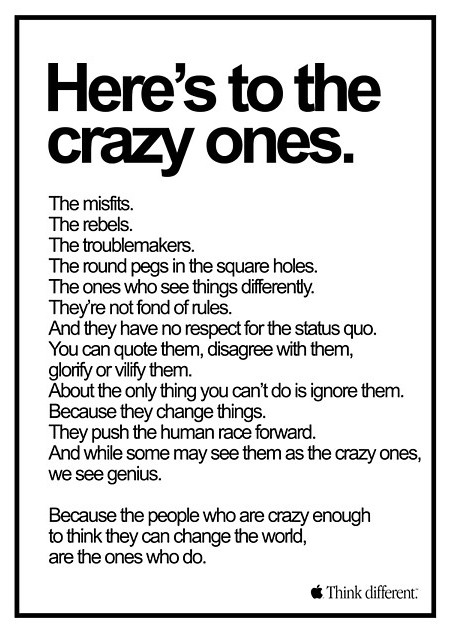 Here's to the
crazy ones.
The misfits.
The rebels.
The troublemakers.
The round pegs in the square holes.
The ones who see things differently.
They're not fond of rules.
And they have no respect for the status quo.
You can quote them, disagree with them,
glorify or vilify them.
About the only thing you can't do is ignore them.
Because they change things.
They push the human race forward.
And while some may see them as the crazy ones,
we see genius.
Because the people who are crazy enough
to think they can change the world,
are the ones who do.
Think different.